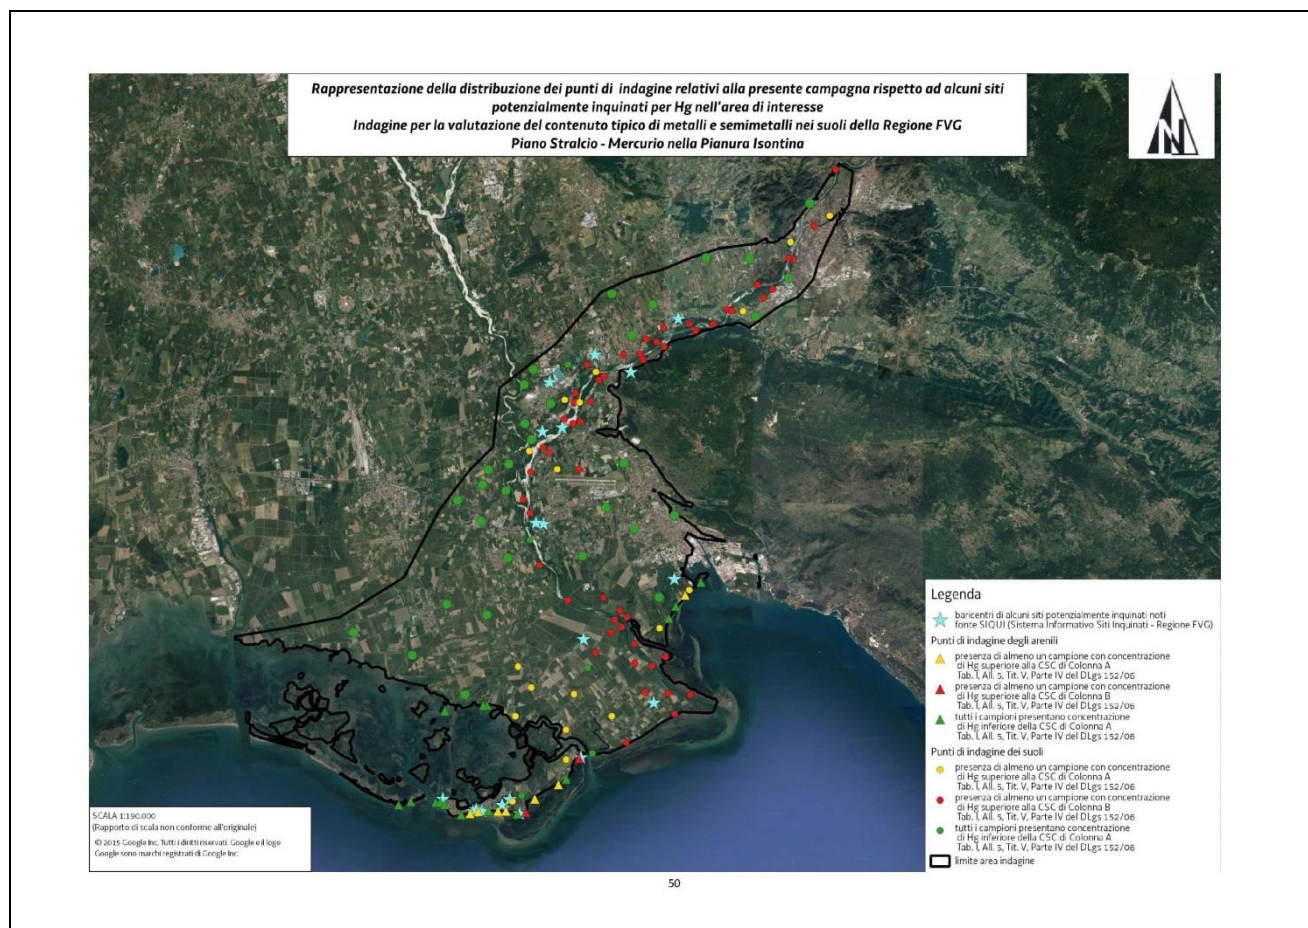 Rappresentazione della distribuzione dei punti di indagine relativi alla presente campagna rispetto ad alcuni siti
potenzialmente inquinati per Hg nell'area di interesse
Indagine per la valutazione del contenuto tipico di metalli e semimetalli nei suoli della Regione FVG
Piano Stralcio - Mercurio nella Pianura Isontina
N
Legenda
baricentri di alcuni siti potenzialmente inquinati noti
fonte SIQUI (Sistema Informativo Siti Inquinati - Regione FVG)
Punti di indagine degli arenili
presenza di almeno un campione con concentrazione
di Hg superiore alla CSC di Colonna A
Tab. I, All. 5, Tit. V, Parte IV del DLgs 152/06
presenza di almeno un campione con concentrazione
di Hg superiore alla CSC di Colonna B
Tab. I, All. 5, Tit. V, Parte IV del DLgs 152/06
tutti i campioni presentano concentrazione
di Hg inferiore della CSC di Colonna A
Tab. I, All. 5, Tit. V, Parte IV del DLgs 152/06
Punti di indagine dei suoli
presenza di almeno un campione con concentrazione
di Hg superiore alla CSC di Colonna A
Tab. I, All. 5, Tit. V, Parte IV del DLgs 152/06
presenza di almeno un campione con concentrazione
di Hg superiore alla CSC di Colonna B
Tab. I, All. 5, Tit. V, Parte IV del DLgs 152/06
tutti i campioni presentano concentrazione
di Hg inferiore della CSC di Colonna A
Tab. I, All. 5, Tit. V, Parte IV del DLgs 152/06
limite area indagine
SCALA 1:190.000
(Rapporto di scala non conforme all'originale)
© 2015 Google Inc. Tutti i diritti riservati. Google e il logo
Google sono marchi registrati di Google Inc.
50